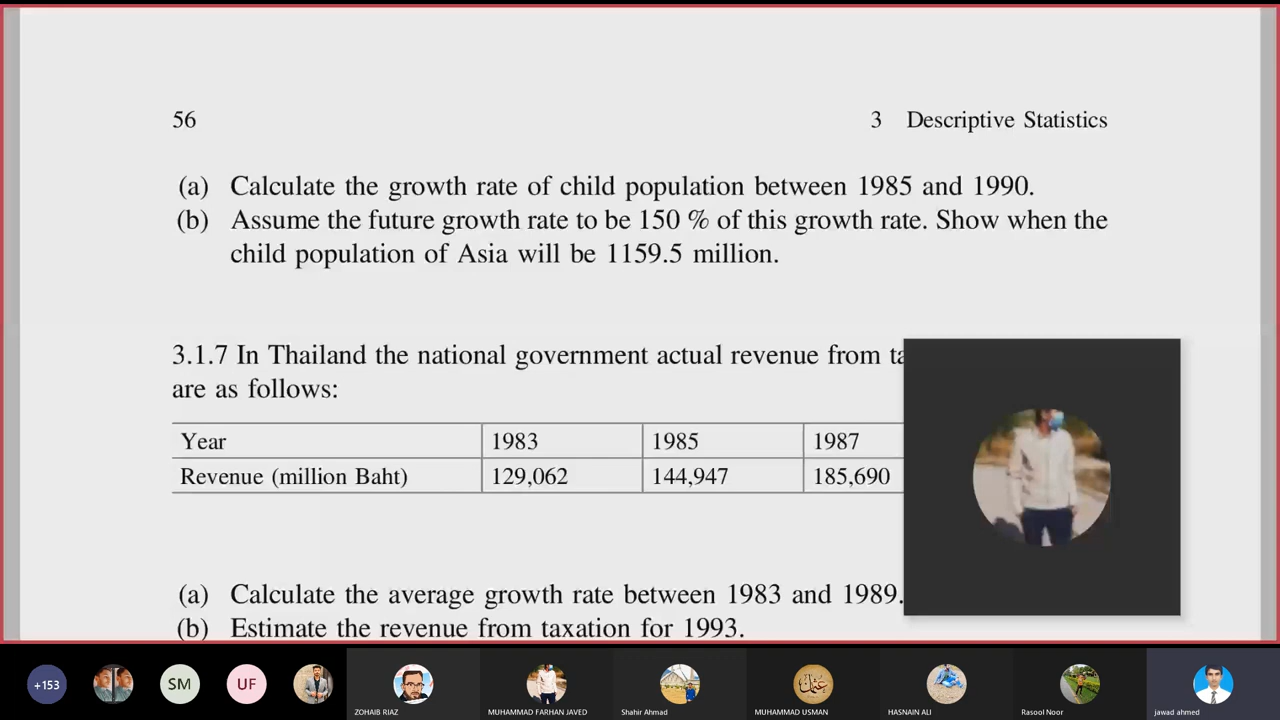 56 3 Descriptive Statistics
(a) Calculate the growth rate of child population between 1985 and 1990.
(b) Assume the future growth rate to be 150 % of this growth rate. Show when the
child population of Asia will be 1159.5 million.
3.1.7 In Thailand the national government actual revenue from
are as follows:
Year 1983 1985 1987
Revenue (million Baht) 129,062 144,947 185,690
(a) Calculate the average growth rate between 1983 and 1989.
(b) Estimate the revenue from taxation for 1993.
+153 SM UF
ZOHAIB RIAZ MUHAMMAD FARHAN JAVED Shahir Ahmad MUHAMMAD USMAN HASNAIN ALI Rasool Noor jawad ahmed